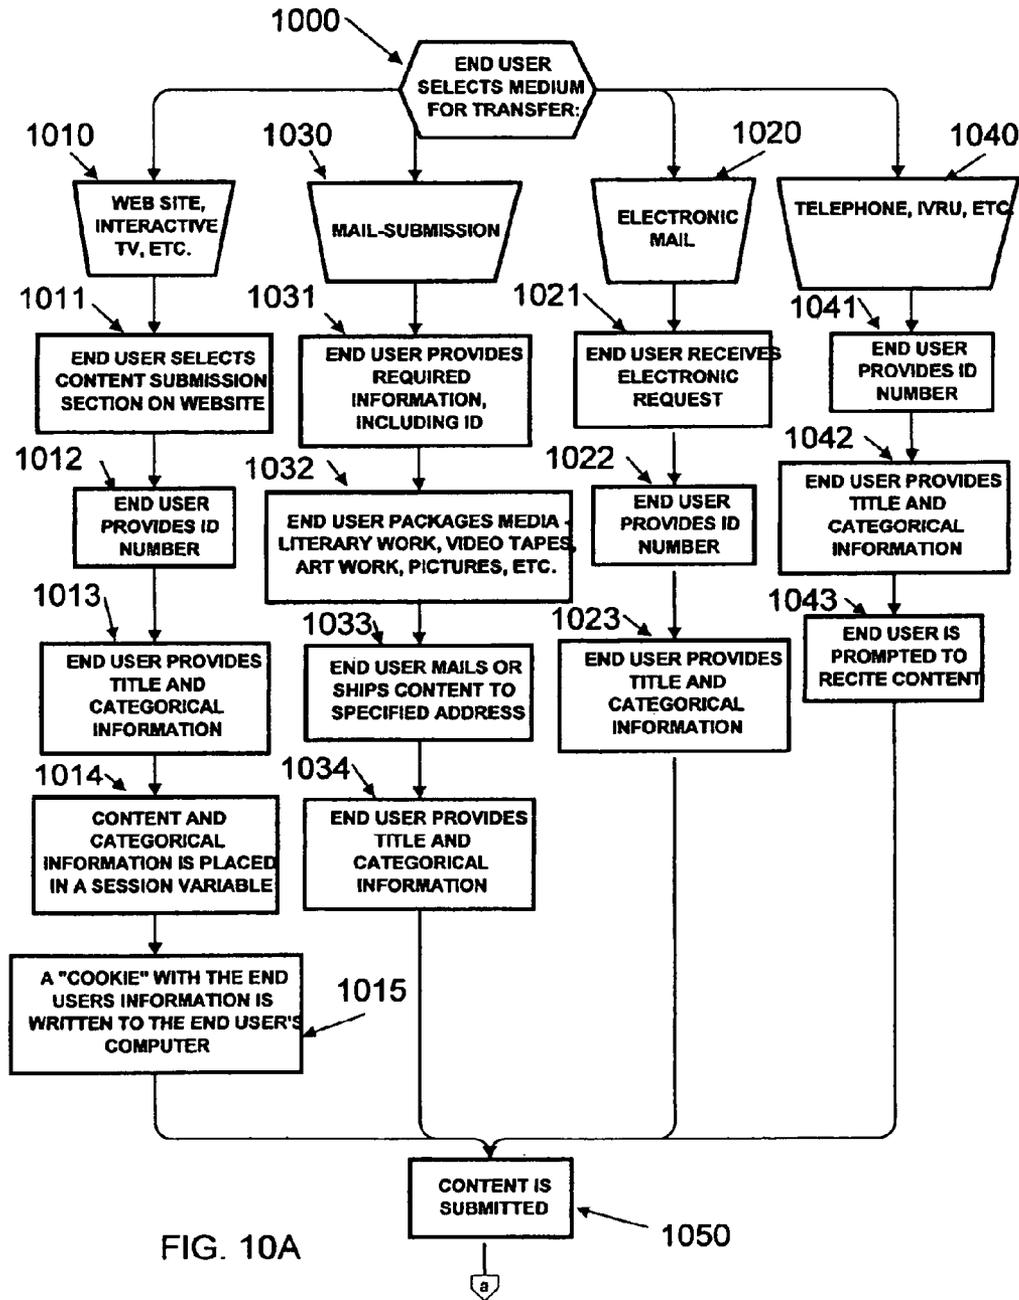 1000
END USER
SELECTS MEDIUM
FOR TRANSFER:
1010
WEB SITE,
INTERACTIVE
TV, ETC.
1030
MAIL-SUBMISSION
1020
ELECTRONIC
MAIL
1040
TELEPHONE, IVRU, ETC.
1011
END USER SELECTS
CONTENT SUBMISSION
SECTION ON WEBSITE
1031
END USER PROVIDES
REQUIRED
INFORMATION,
INCLUDING ID
1021
END USER RECEIVES
ELECTRONIC
REQUEST
1041
END USER
PROVIDES ID
NUMBER
1012
END USER
PROVIDES ID
NUMBER
1032
END USER PACKAGES MEDIA -
LITERARY WORK, VIDEO TAPES,
ART WORK, PICTURES, ETC.
1022
END USER
PROVIDES ID
NUMBER
1042
END USER PROVIDES
TITLE AND
CATEGORICAL
INFORMATION
1013
END USER PROVIDES
TITLE AND
CATEGORICAL
INFORMATION
1033
END USER MAILS OR
SHIPS CONTENT TO
SPECIFIED ADDRESS
1023
END USER PROVIDES
TITLE AND
CATEGORICAL
INFORMATION
1043
END USER IS
PROMPTED TO
RECITE CONTENT
1014
CONTENT AND
CATEGORICAL
INFORMATION IS PLACED
IN A SESSION VARIABLE
1034
END USER PROVIDES
TITLE AND
CATEGORICAL
INFORMATION
A "COOKIE" WITH THE END
USERS INFORMATION IS
WRITTEN TO THE END USER'S
COMPUTER
1015
CONTENT IS
SUBMITTED
1050
FIG. 10A
a